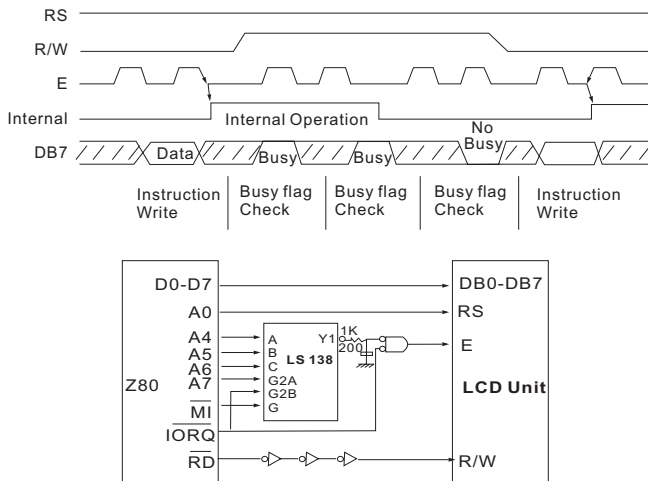 RS
R/W
E
Internal Internal Operation
DB7 Data Busy Busy No Busy
Instruction Write Busy flag Check Busy flag Check Busy flag Check Instruction Write
D0-D7 DB0-DB7
A0 RS
A4 A Y1 1K
A5 B 200 E
A6 C LS 138
A7 G2A
Z80 G2B LCD Unit
MI G
IORQ
RD R/W